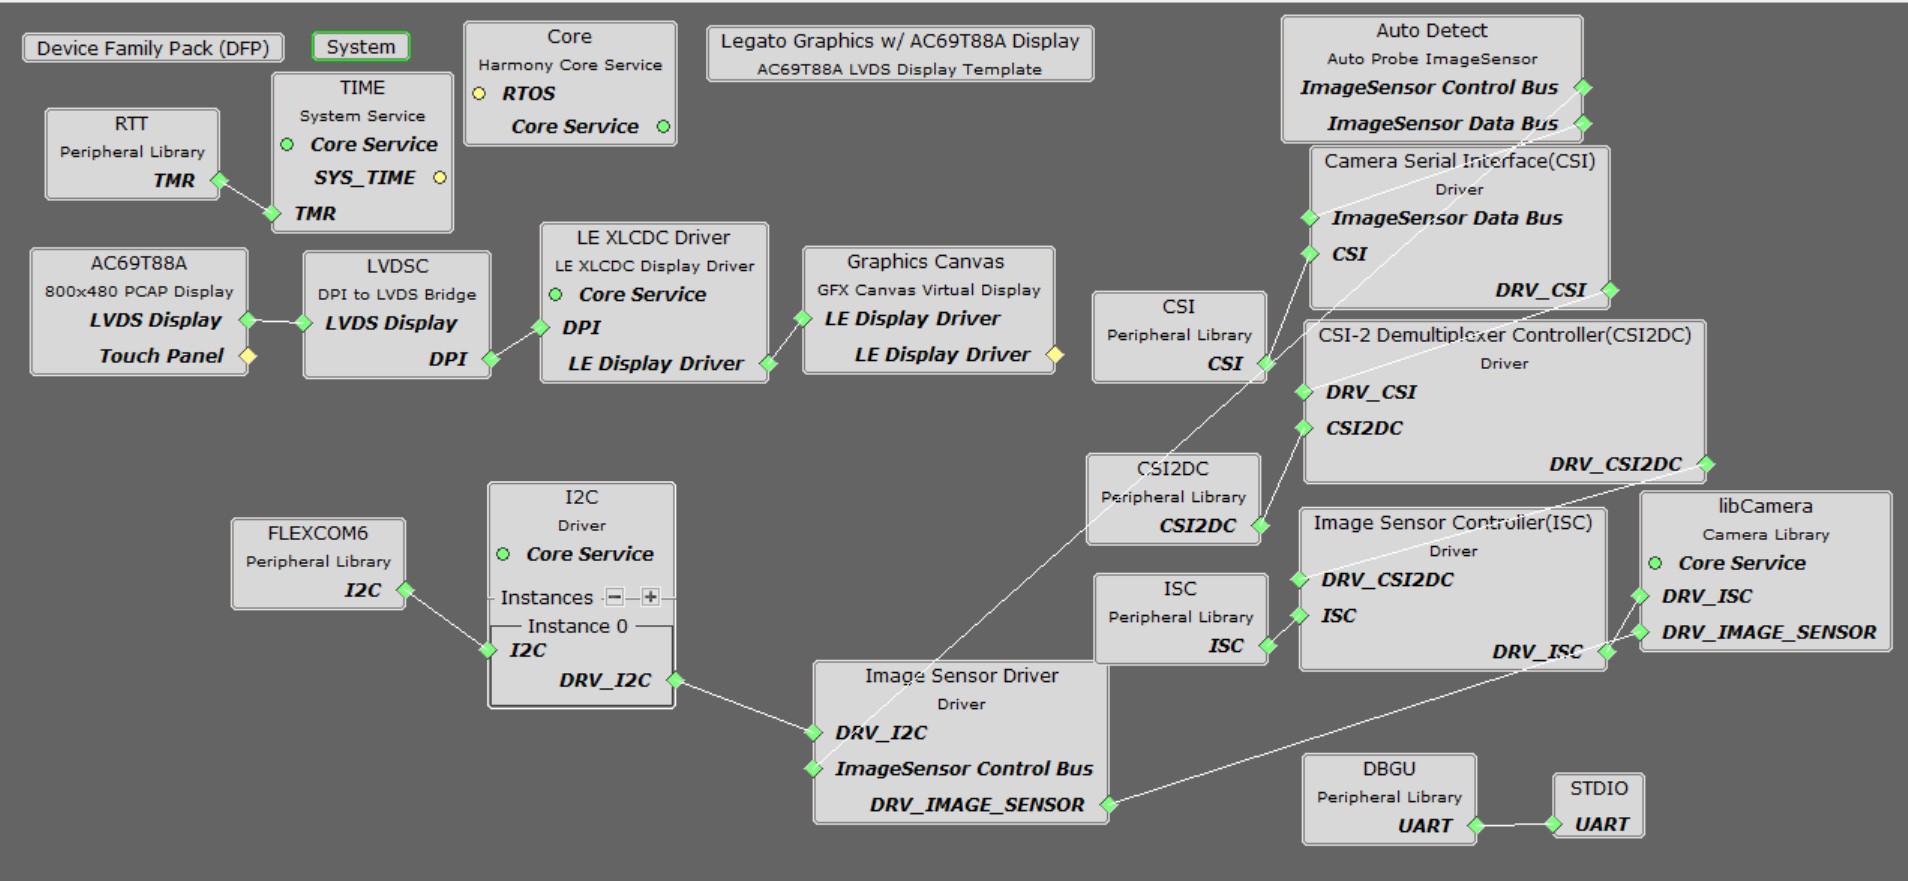 Device Family Pack (DFP)
System
Core
Harmony Core Service
RTOS
Core Service
Legato Graphics w/ AC69T88A Display
AC69T88A LVDS Display Template
Auto Detect
Auto Probe ImageSensor
ImageSensor Control Bus
ImageSensor Data Bus
TIME
System Service
Core Service
SYS_TIME
TMR
RTT
Peripheral Library
TMR
Camera Serial Interface(CSI)
Driver
ImageSensor Data Bus
CSI
DRV_CSI
AC69T88A
800x480 PCAP Display
LVDS Display
Touch Panel
LVDSC
DPI to LVDS Bridge
LVDS Display
DPI
LE XLCDC Driver
LE XLCDC Display Driver
Core Service
DPI
LE Display Driver
Graphics Canvas
GFX Canvas Virtual Display
LE Display Driver
LE Display Driver
CSI
Peripheral Library
CSI
CSI-2 Demultiplexer Controller(CSI2DC)
Driver
DRV_CSI
CSI2DC
DRV_CSI2DC
CSI2DC
Peripheral Library
CSI2DC
FLEXCOM6
Peripheral Library
I2C
I2C
Driver
Core Service
Instances
Instance 0
I2C
DRV_I2C
Image Sensor Controller(ISC)
Driver
DRV_CSI2DC
ISC
DRV_ISC
libCamera
Camera Library
Core Service
DRV_ISC
DRV_IMAGE_SENSOR
ISC
Peripheral Library
ISC
Image Sensor Driver
Driver
DRV_I2C
ImageSensor Control Bus
DRV_IMAGE_SENSOR
DBGU
Peripheral Library
UART
STDIO
UART